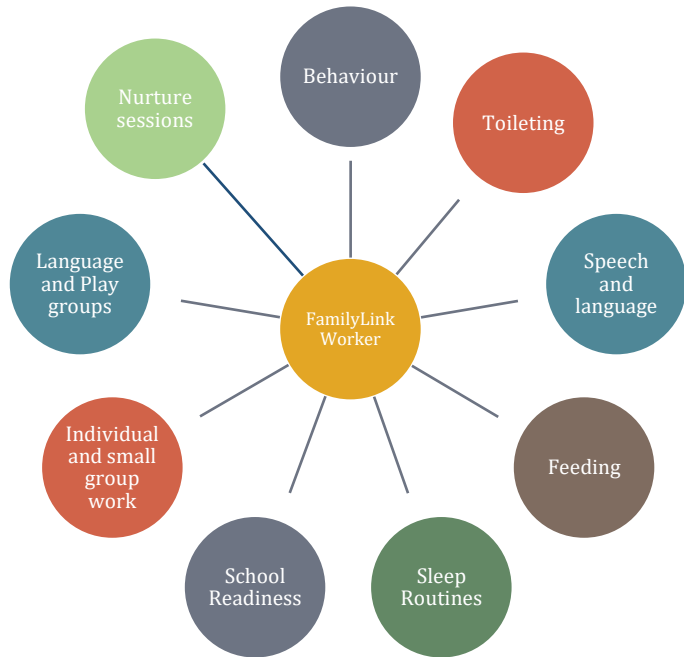 Behaviour
Toileting
Speech
and
language
Feeding
Sleep
Routines
School
Readiness
Individual
and small
group
work
Language
and Play
groups
Nurture
sessions
FamilyLink
Worker